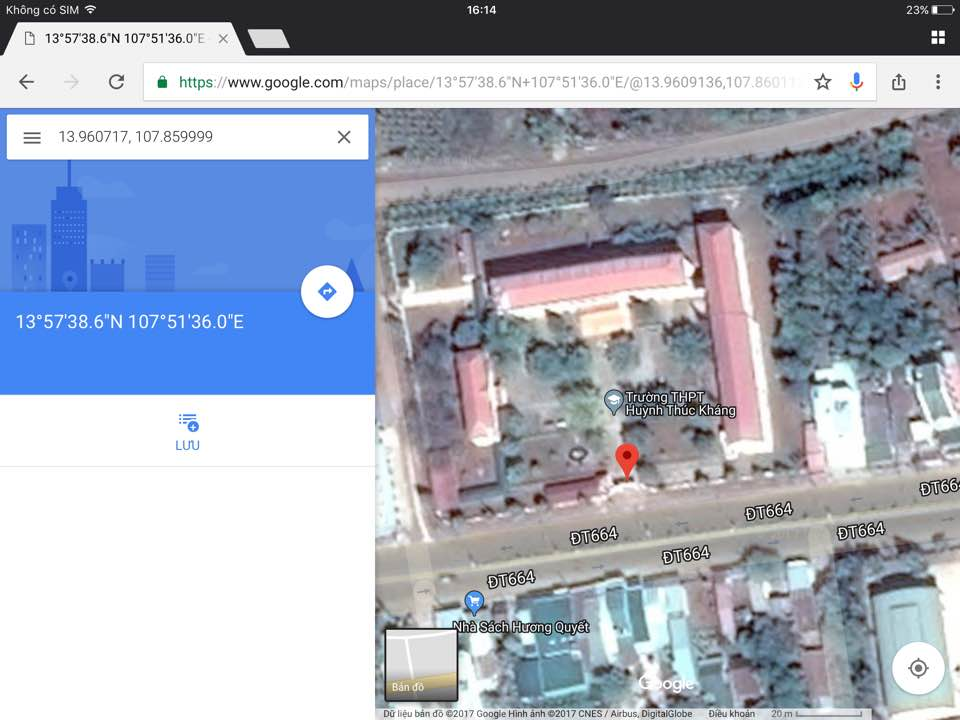 Không có SIM
16:14
23%
13°57'38.6"N 107°51'36.0"E
https://www.google.com/maps/place/13°57'38.6"N+107°51'36.0"E/@13.9609136,107.86011
13.960717, 107.859999
13°57'38.6"N 107°51'36.0"E
LƯU
Trường THPT
Huỳnh Thúc Kháng
ĐT664
ĐT664
ĐT664
ĐT664
ĐT664
ĐT664
Nhà Sách Hương Quyết
Bản đồ
Google
Dữ liệu bản đồ ©2017 Google Hình ảnh ©2017 CNES / Airbus, DigitalGlobe Điều khoản 20 m